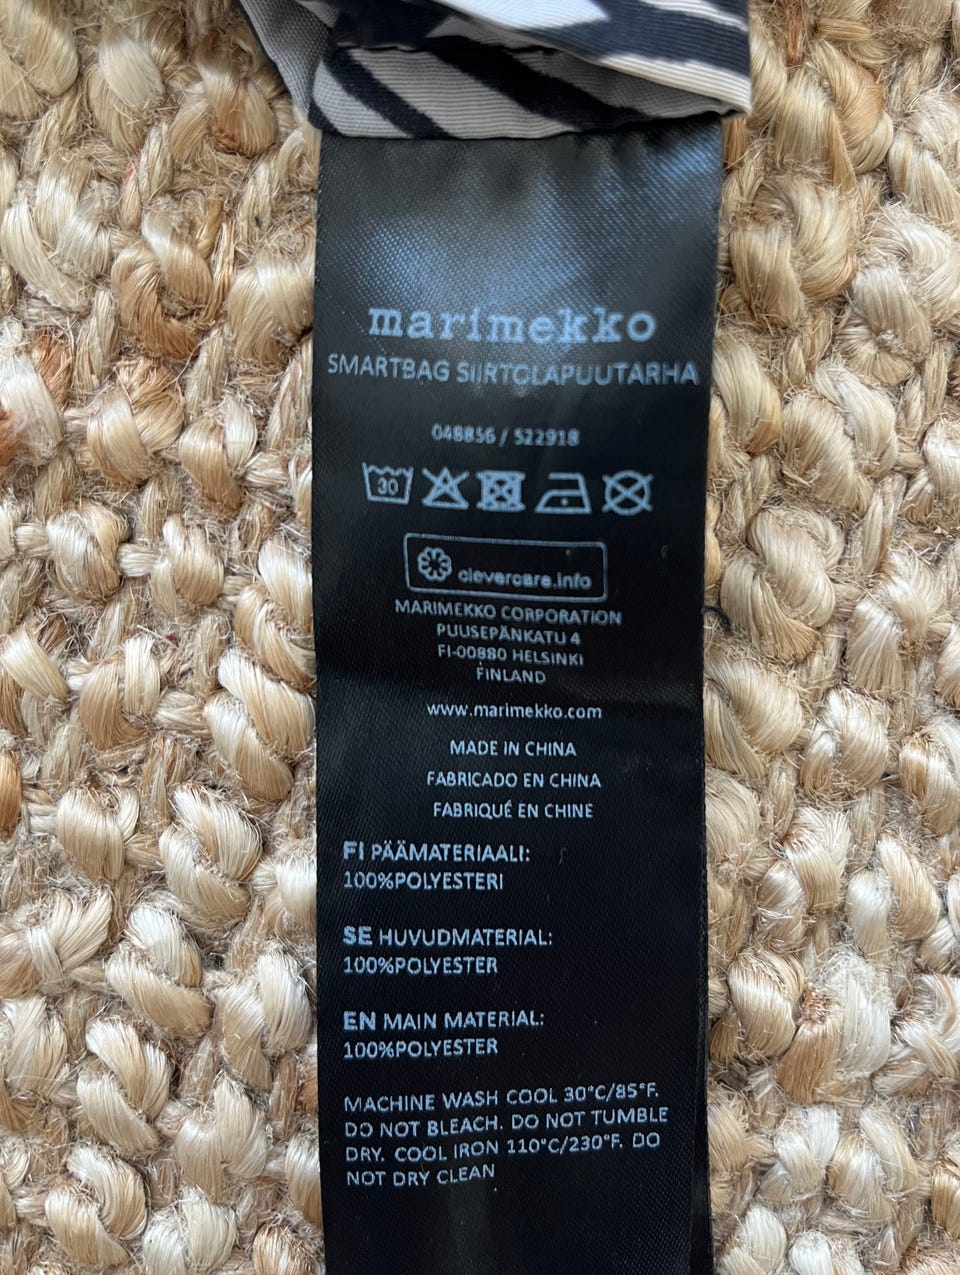 marimekko
SMARTBAG SIIRTOLAPUUTARHA
048856 / 522918
30
clevercare.info
MARIMEKKO CORPORATION
PUUSEPÄNKATU 4
FI-00880 HELSINKI
FINLAND
www.marimekko.com
MADE IN CHINA
FABRICADO EN CHINA
FABRIQUÉ EN CHINE
FI PÄÄMATERIAALI:
100%POLYESTERI
SE HUVUDMATERIAL:
100%POLYESTER
EN MAIN MATERIAL:
100%POLYESTER
MACHINE WASH COOL 30°C/85°F.
DO NOT BLEACH. DO NOT TUMBLE
DRY. COOL IRON 110°C/230°F. DO
NOT DRY CLEAN